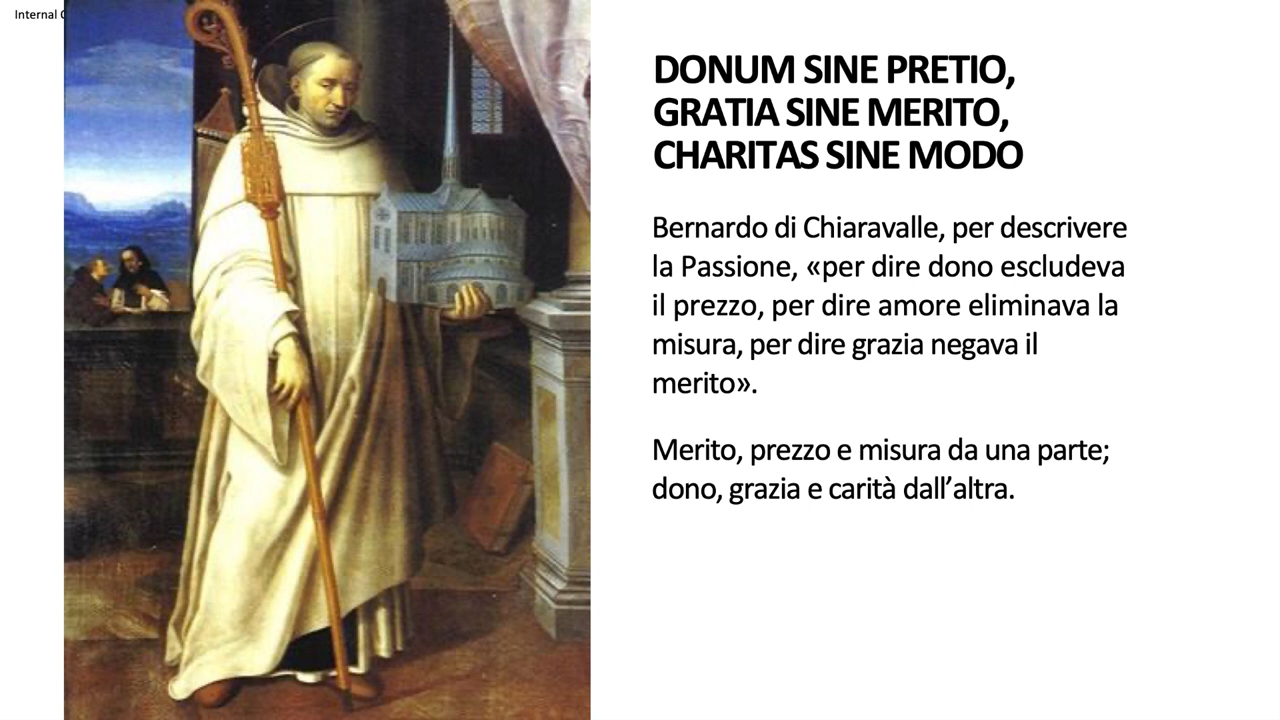 Internal
DONUM SINE PRETIO,
GRATIA SINE MERITO,
CHARITAS SINE MODO
Bernardo di Chiaravalle, per descrivere
la Passione, «per dire dono escludeva
il prezzo, per dire amore eliminava la
misura, per dire grazia negava il
merito».
Merito, prezzo e misura da una parte;
dono, grazia e carità dall’altra.